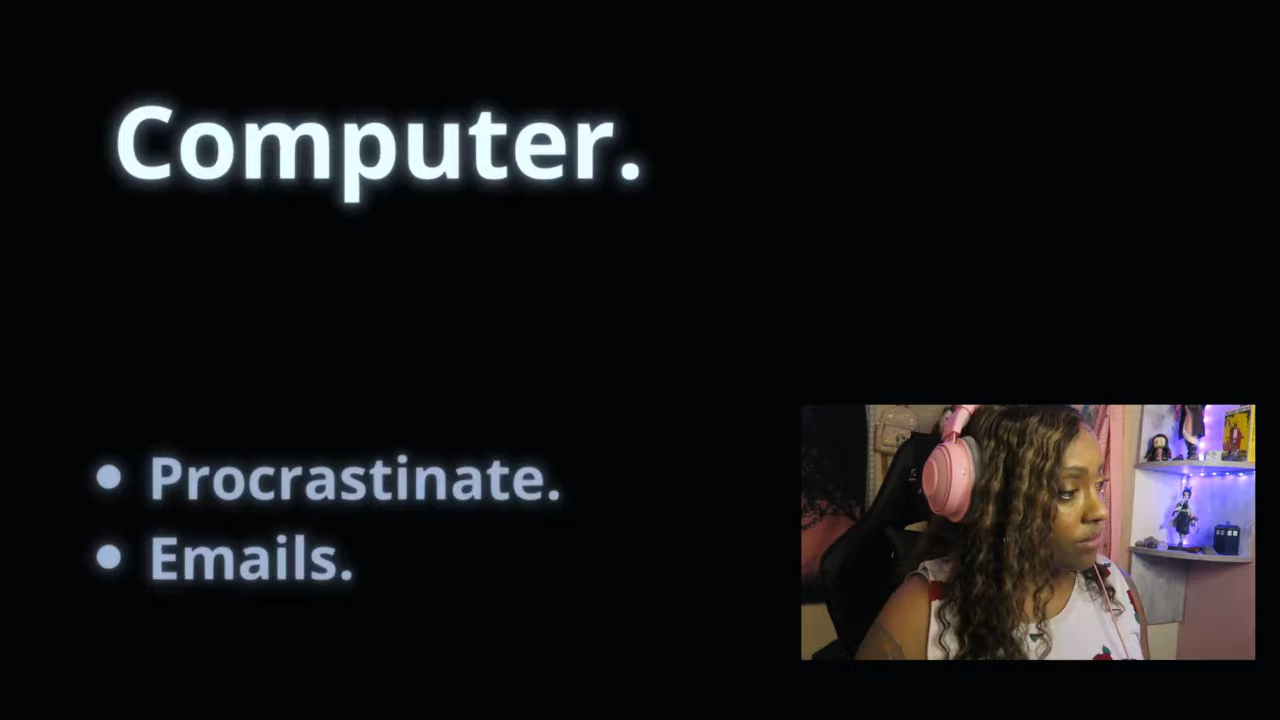 Computer.
• Procrastinate.
• Emails.